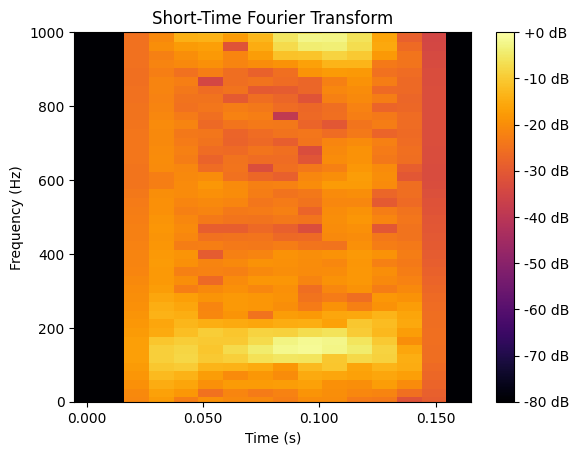 Short-Time Fourier Transform
Frequency (Hz)
1000
800
600
400
200
0
0.000
0.050
0.100
0.150
Time (s)
+0 dB
-10 dB
-20 dB
-30 dB
-40 dB
-50 dB
-60 dB
-70 dB
-80 dB